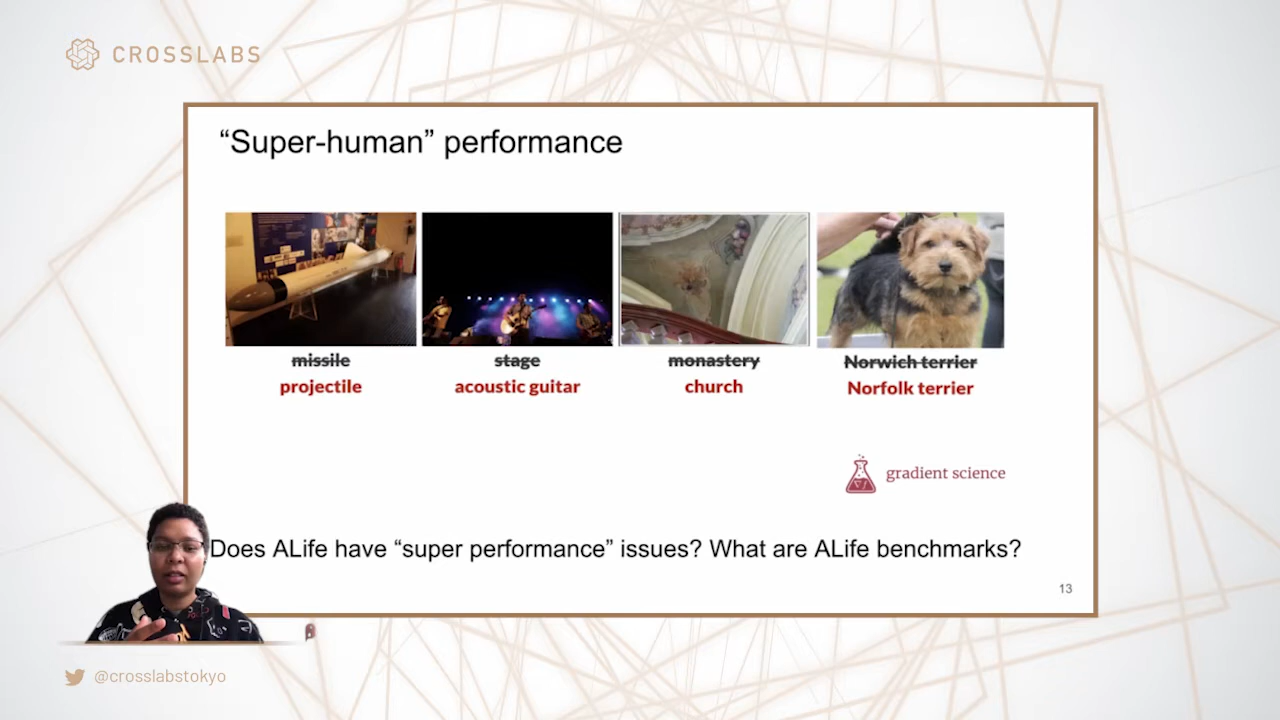 CROSSLABS
“Super-human” performance
missile
stage
monastery
Norwich terrier
projectile
acoustic guitar
church
Norfolk terrier
gradient science
Does ALife have “super performance” issues? What are ALife benchmarks?
13
@crosslabstokyo